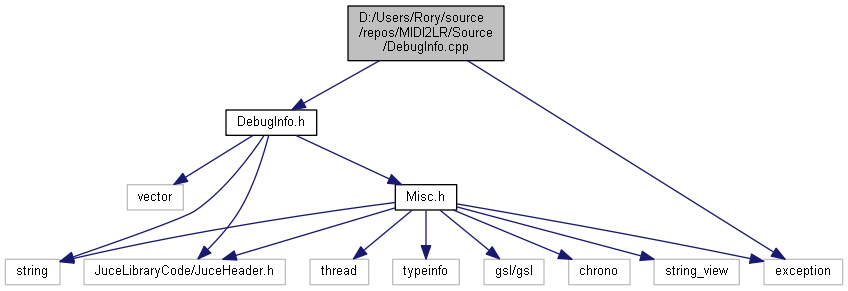 D:/Users/Rory/source
/repos/MIDI2LR/Source
/DebugInfo.cpp
DebugInfo.h
vector
Misc.h
string
JuceLibraryCode/JuceHeader.h
thread
typeinfo
gsl/gsl
chrono
string_view
exception